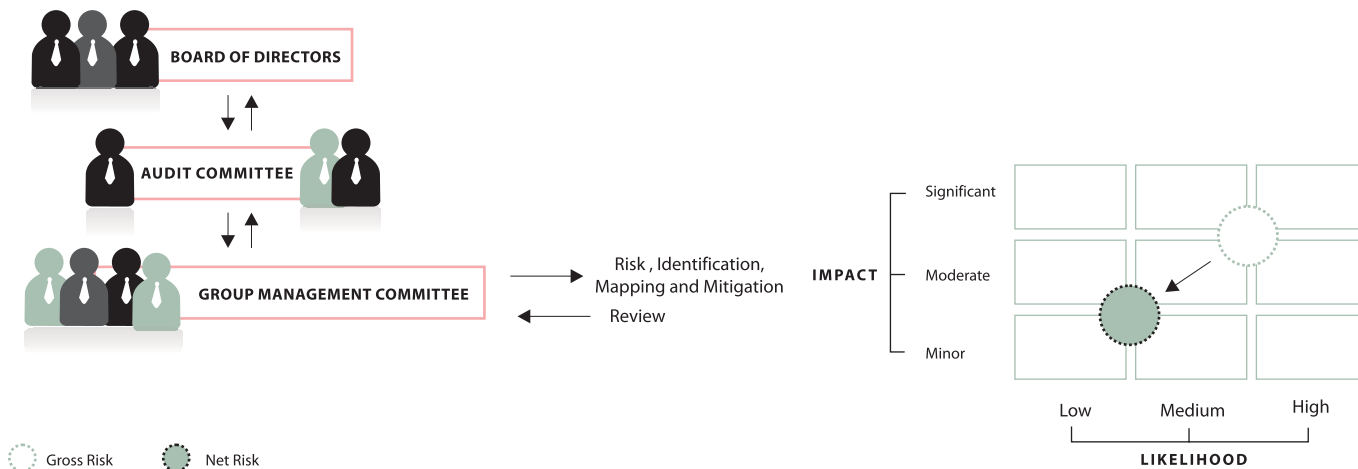 BOARD OF DIRECTORS
AUDIT COMMITTEE
GROUP MANAGEMENT COMMITTEE
Risk , Identification,
Mapping and Mitigation
Review
IMPACT
Significant
Moderate
Minor
Low
Medium
High
LIKELIHOOD
Gross Risk
Net Risk